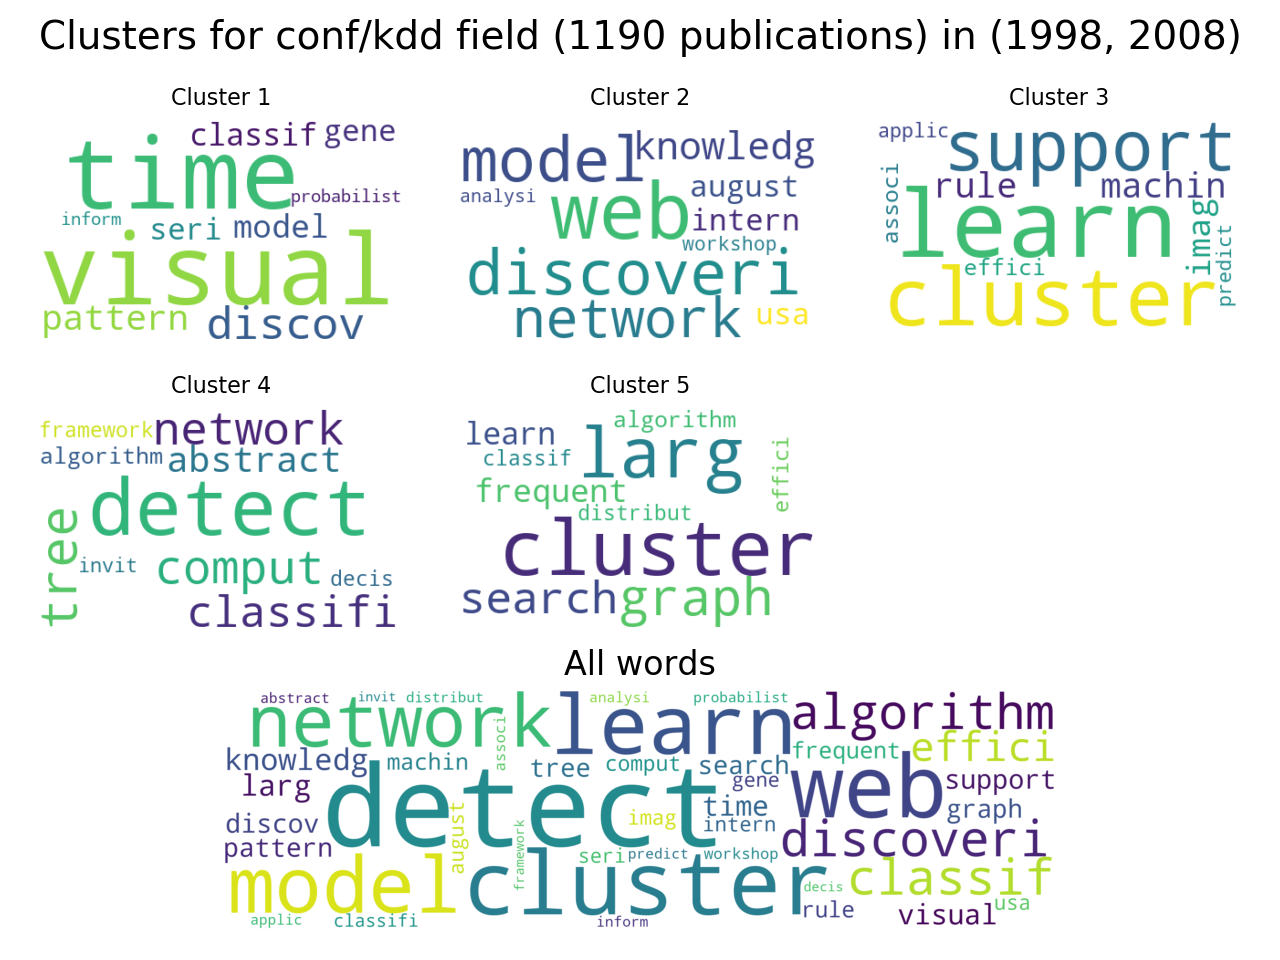 Clusters for conf/kdd field (1190 publications) in (1998, 2008)
Cluster 1
classif gene
time
probabilist
inform
seri model
visual
pattern
discov
Cluster 2
model knowledg
analysi
august
web
intern
workshop
discoveri
network usa
Cluster 3
applic support
associ
rule machin
learn
imag
effici
predict
cluster
Cluster 4
framework network
algorithm abstract
detect
tree
invit comput decis
classifi
Cluster 5
algorithm
learn
larg
classif
effici
frequent
distribut
cluster
search graph
All words
abstract invit distribut analysi probabilist
network learn algorithm
associ
knowledg machin tree comput search frequent effici
larg detect gene web support
time graph
discov august imag intern discoveri
pattern framework seri predict workshop
model cluster decis classif
rule visual usa
applic classifi inform